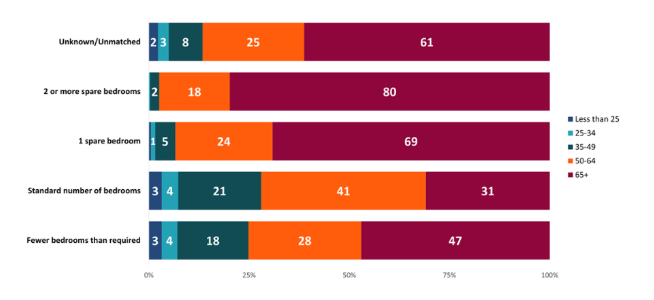 Unknown/Unmatched 2 3 8 25 61
2 or more spare bedrooms 2 18 80
1 spare bedroom 1 5 24 69
Standard number of bedrooms 3 4 21 41 31
Fewer bedrooms than required 3 4 18 28 47
0% 25% 50% 75% 100%
Less than 25
25-34
35-49
50-64
65+